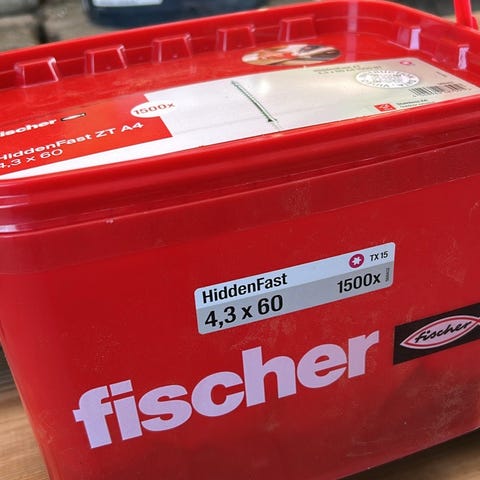 fischer
1500x
HiddenFast ZT A4
4,3 x 60
HiddenFast
TX 15
4,3 x 60
1500x
fischer
fischer